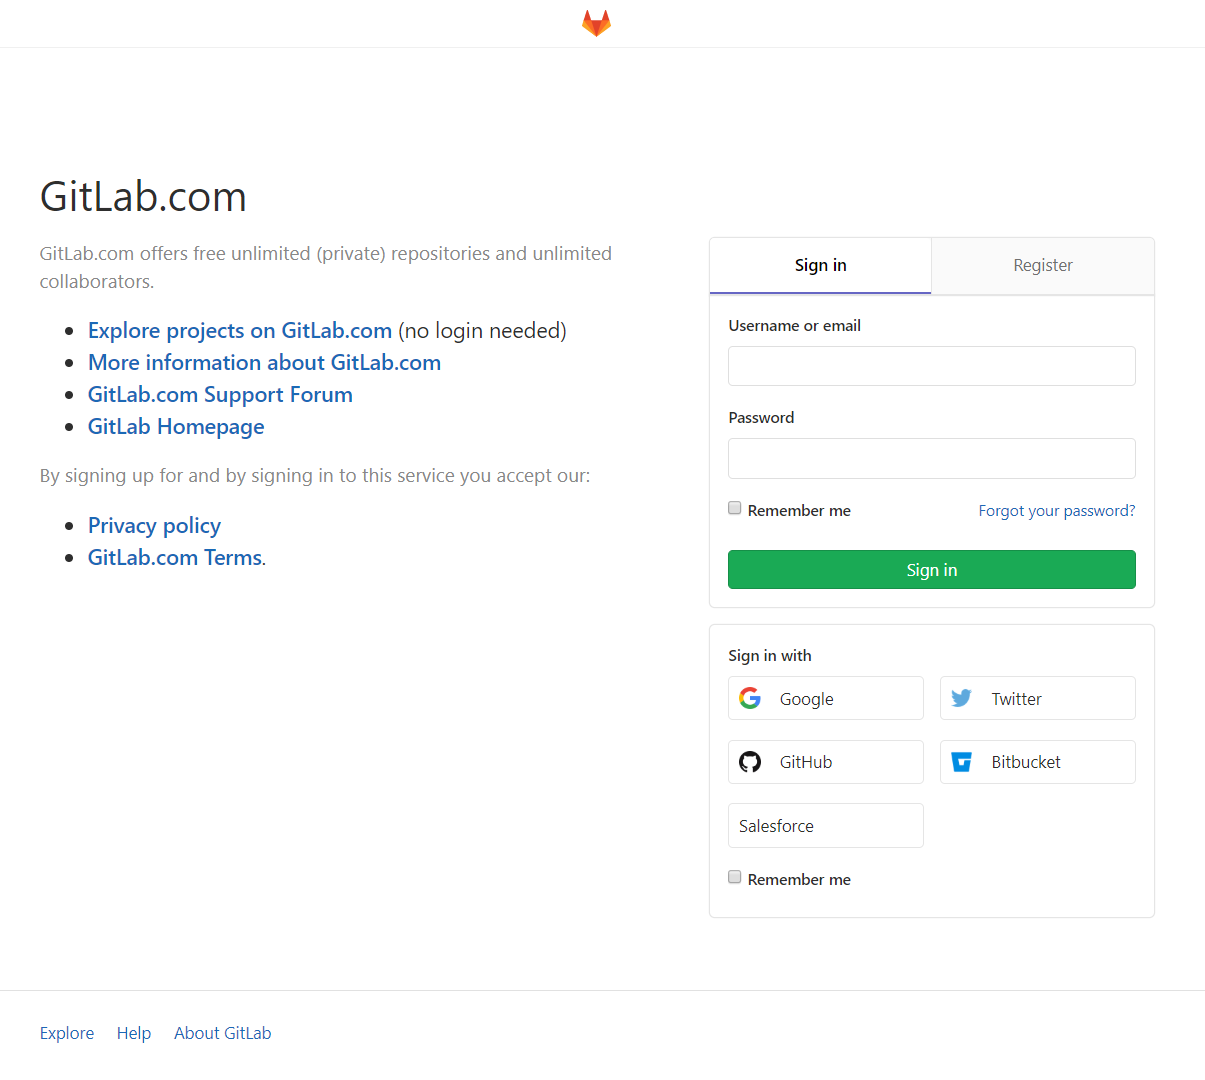 GitLab.com
GitLab.com offers free unlimited (private) repositories and unlimited
collaborators.
Explore projects on GitLab.com (no login needed)
More information about GitLab.com
GitLab.com Support Forum
GitLab Homepage
By signing up for and by signing in to this service you accept our:
Privacy policy
GitLab.com Terms.
Sign in
Register
Username or email
Password
Remember me
Forgot your password?
Sign in
Sign in with
Google
Twitter
GitHub
Bitbucket
Salesforce
Remember me
Explore
Help
About GitLab